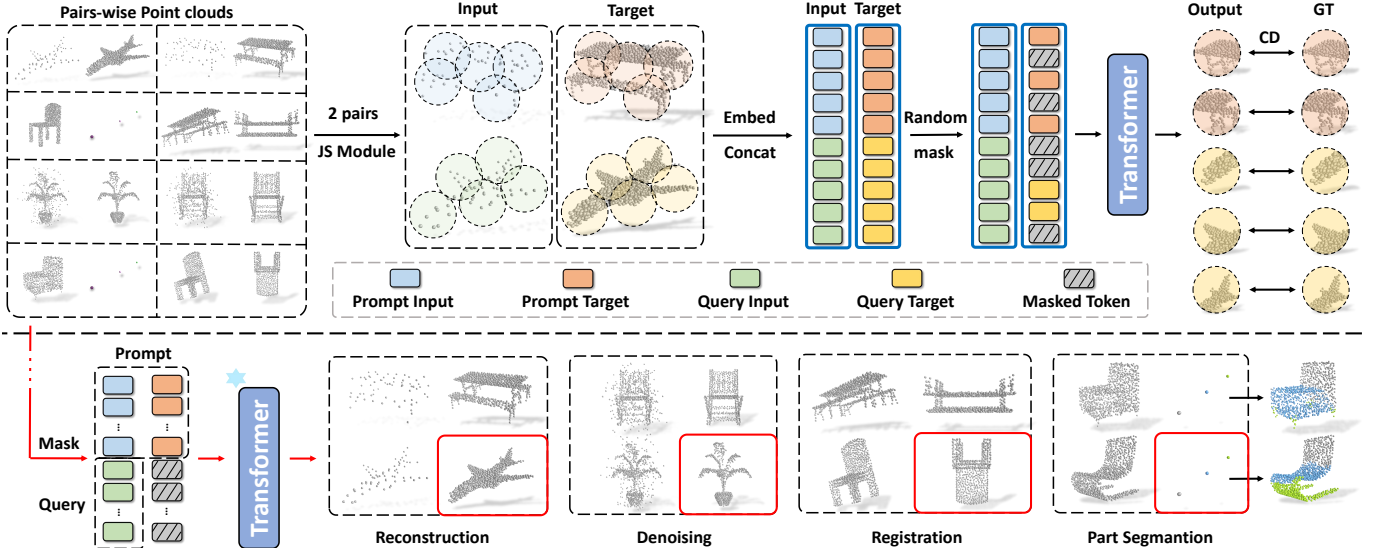 Pairs-wise Point clouds
Input
Target
Input Target
Output
GT
CD
2 pairs
JS Module
Embed
Concat
Random
mask
Transformer
Prompt Input
Prompt Target
Query Input
Query Target
Masked Token
Prompt
Mask
Query
Transformer
Reconstruction
Denoising
Registration
Part Segmantion